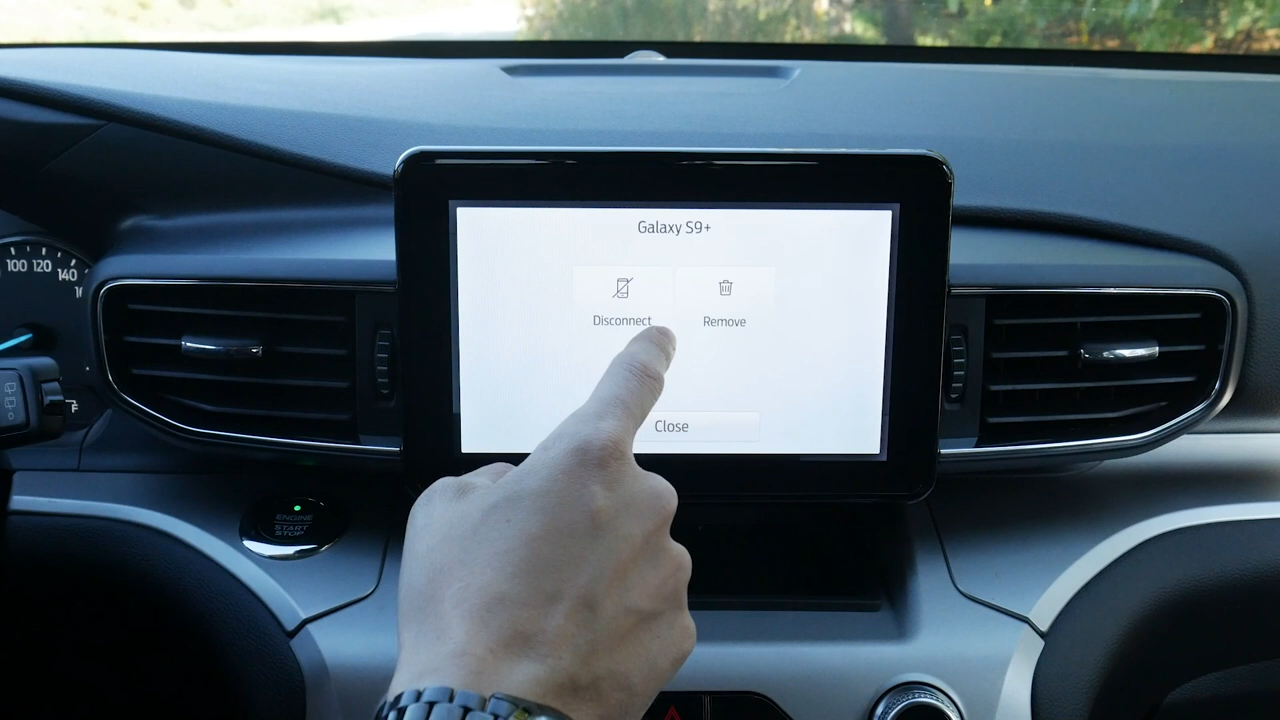 Galaxy S9+
Disconnect
Remove
Close
100 120 140
F
ENGINE
START
STOP